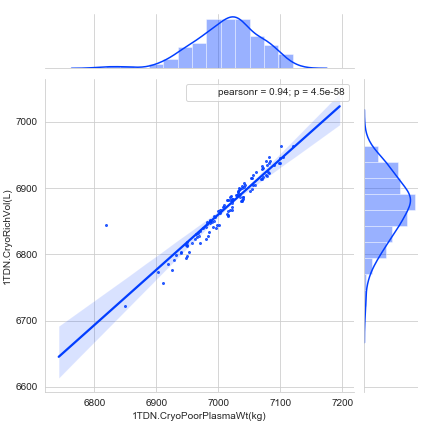 pearsonr = 0.94; p = 4.5e-58
7000
6900
6800
6700
6600
1TDN.CryoRichVol(L)
6800 6900 7000 7100 7200
1TDN.CryoPoorPlasmaWt(kg)